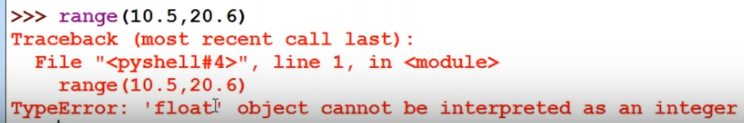 >>> range(10.5,20.6)
Traceback (most recent call last):
  File "<pyshell#4>", line 1, in <module>
    range(10.5,20.6)
TypeError: 'float' object cannot be interpreted as an integer